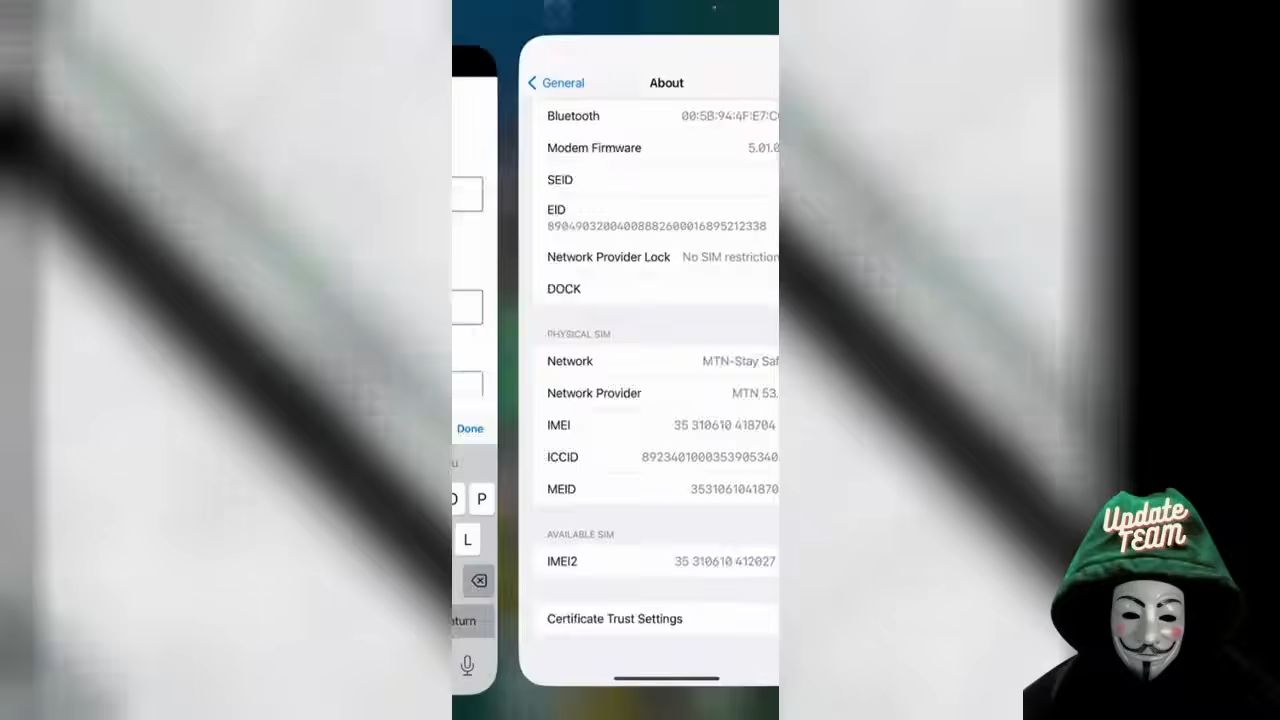 General
About
Bluetooth
00:5B:94:4F:E7:C
Modem Firmware
5.01.0
SEID
EID
89049032004008882600016895212338
Network Provider Lock
No SIM restriction
DOCK
PHYSICAL SIM
Network
MTN-Stay Saf
Network Provider
MTN 53.
IMEI
35 310610 418704
ICCID
8923401000353905340
MEID
3531061041870
AVAILABLE SIM
IMEI2
35 310610 412027
Certificate Trust Settings
Done
u
O P
L
eturn
Update
TEAM